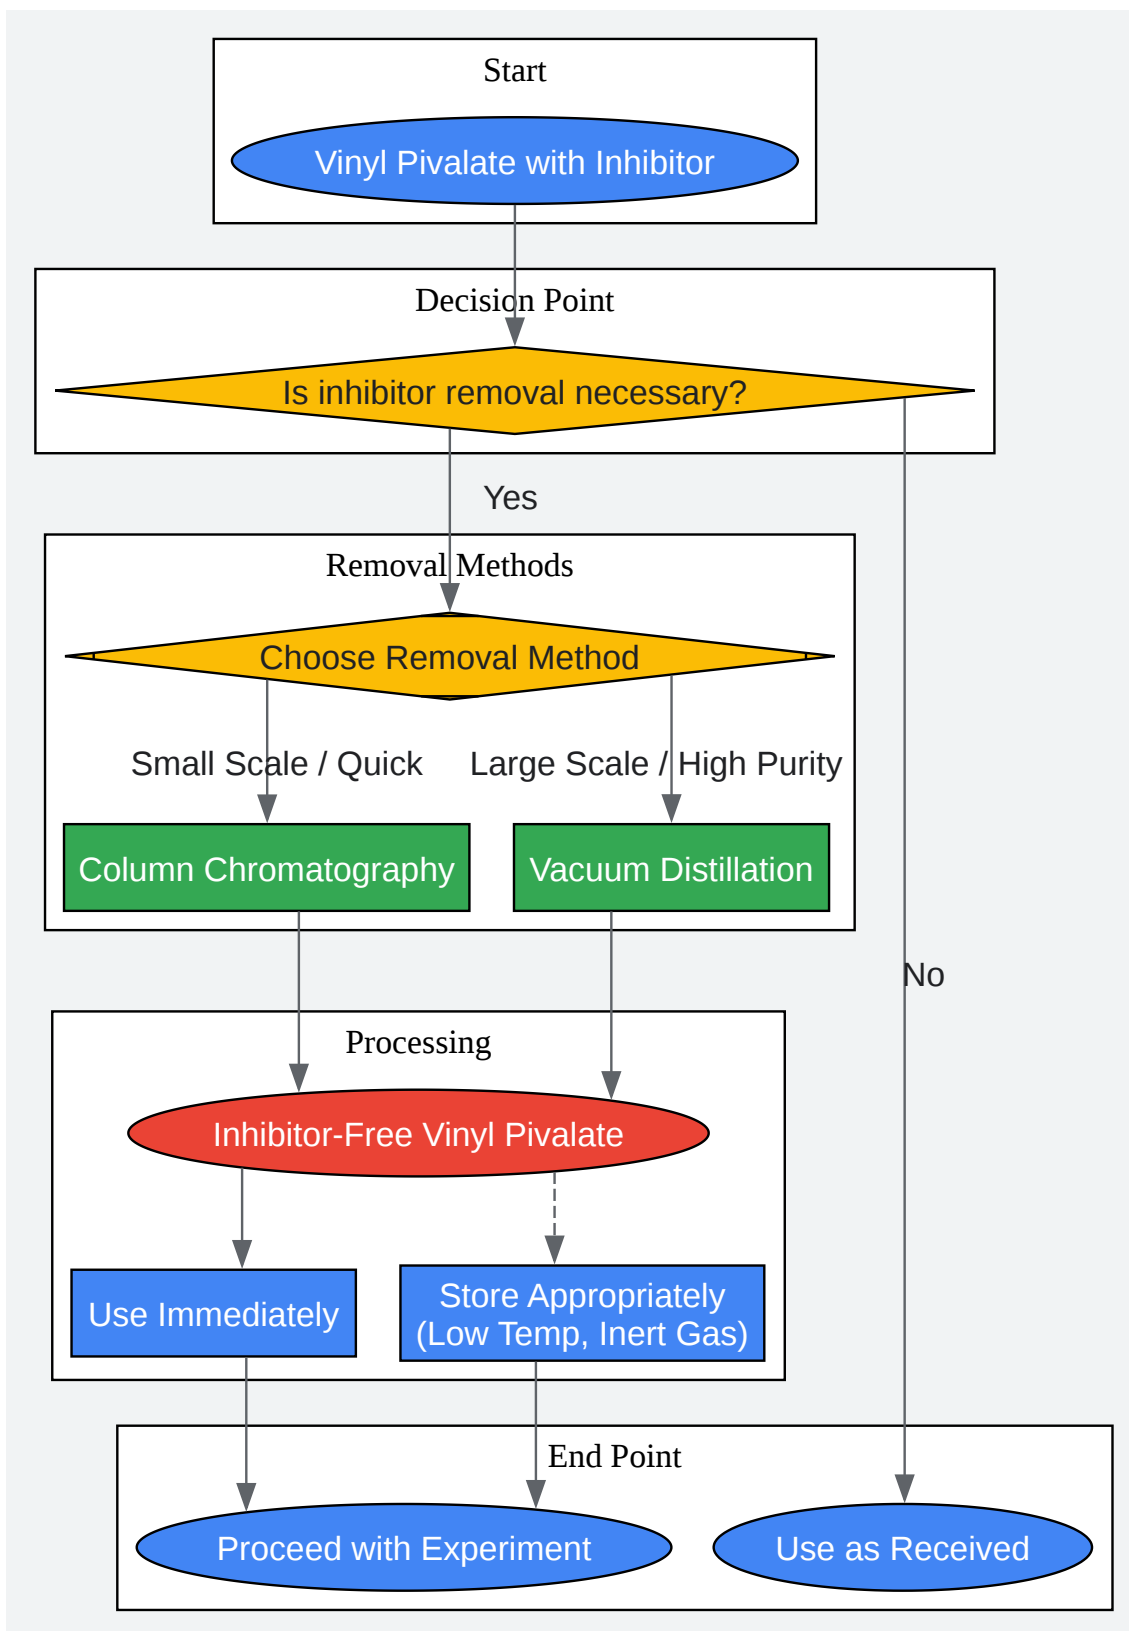 Start
Vinyl Pivalate with Inhibitor
Decision Point
Is inhibitor removal necessary?
Yes
Removal Methods
Choose Removal Method
Small Scale / Quick
Large Scale / High Purity
Column Chromatography
Vacuum Distillation
No
Processing
Inhibitor-Free Vinyl Pivalate
Use Immediately
Store Appropriately
(Low Temp, Inert Gas)
End Point
Proceed with Experiment
Use as Received